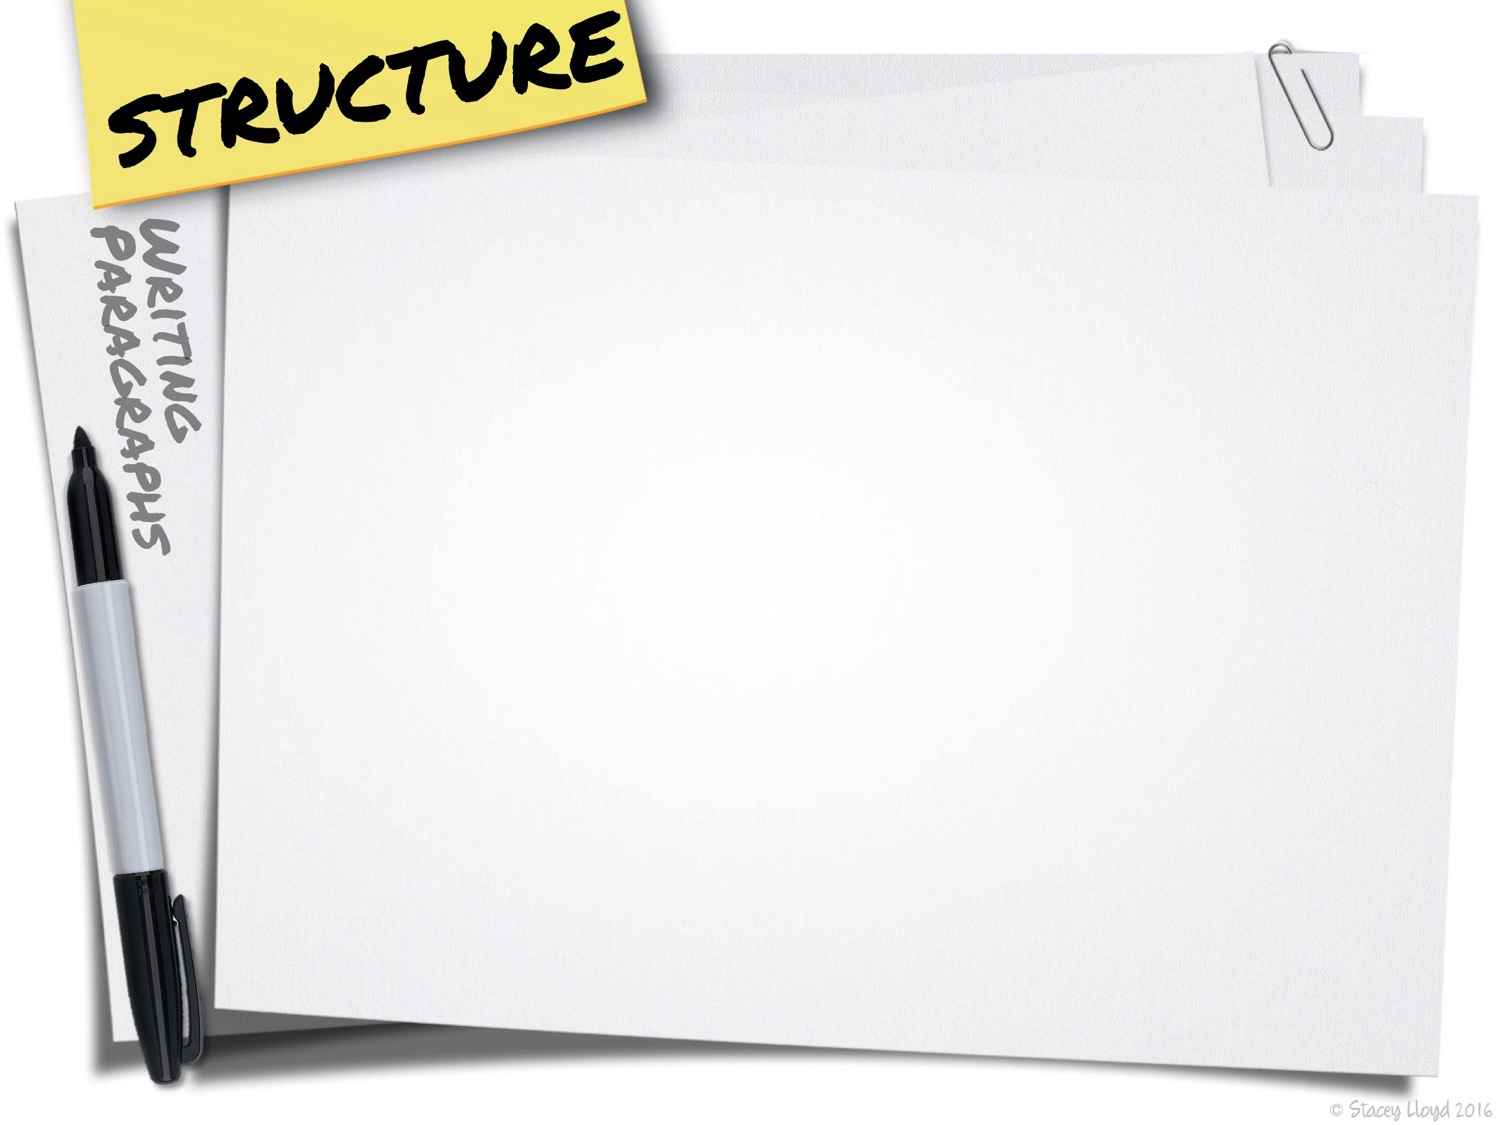 STRUCTURE
WRITING
PARAGRAPHS
© Stacey Lloyd 2016